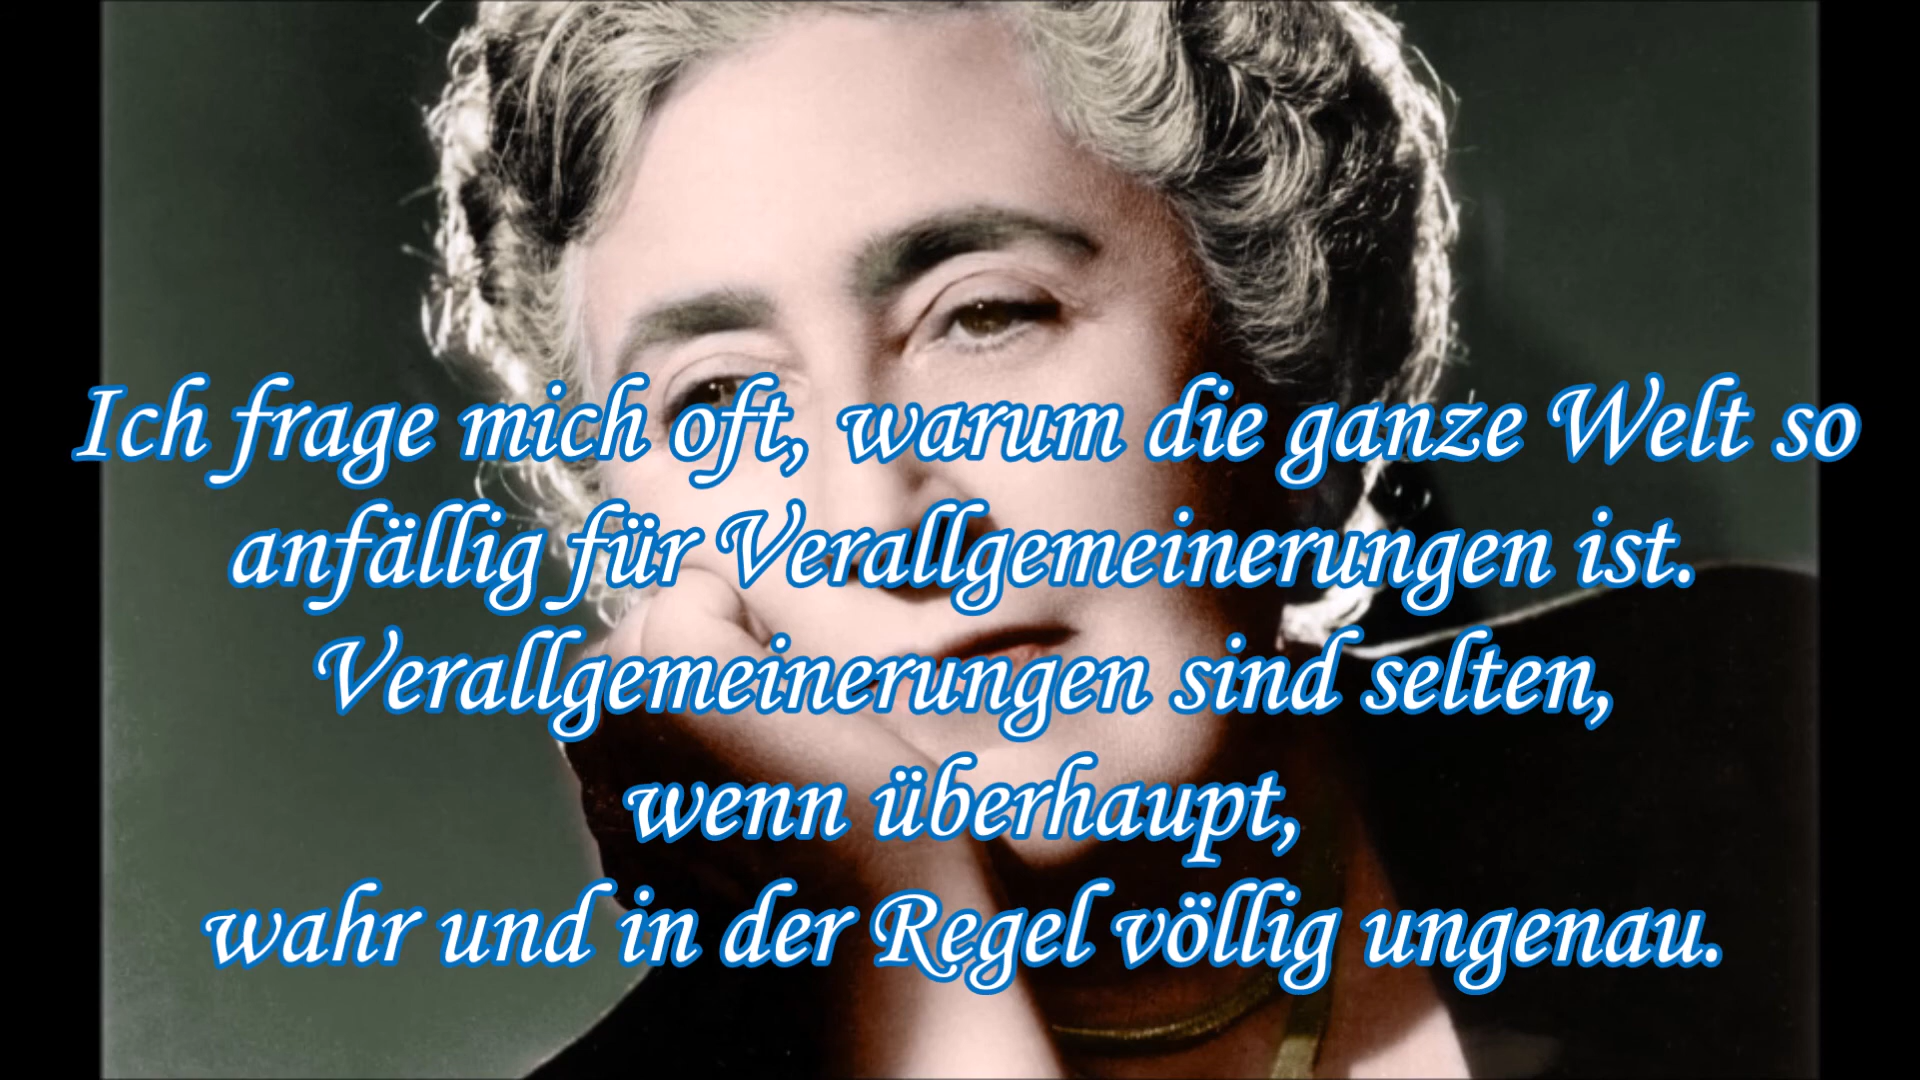 Ich frage mich oft, warum die ganze Welt so
anfällig für Verallgemeinerungen ist.
Verallgemeinerungen sind selten,
wenn überhaupt,
wahr und in der Regel völlig ungenau.